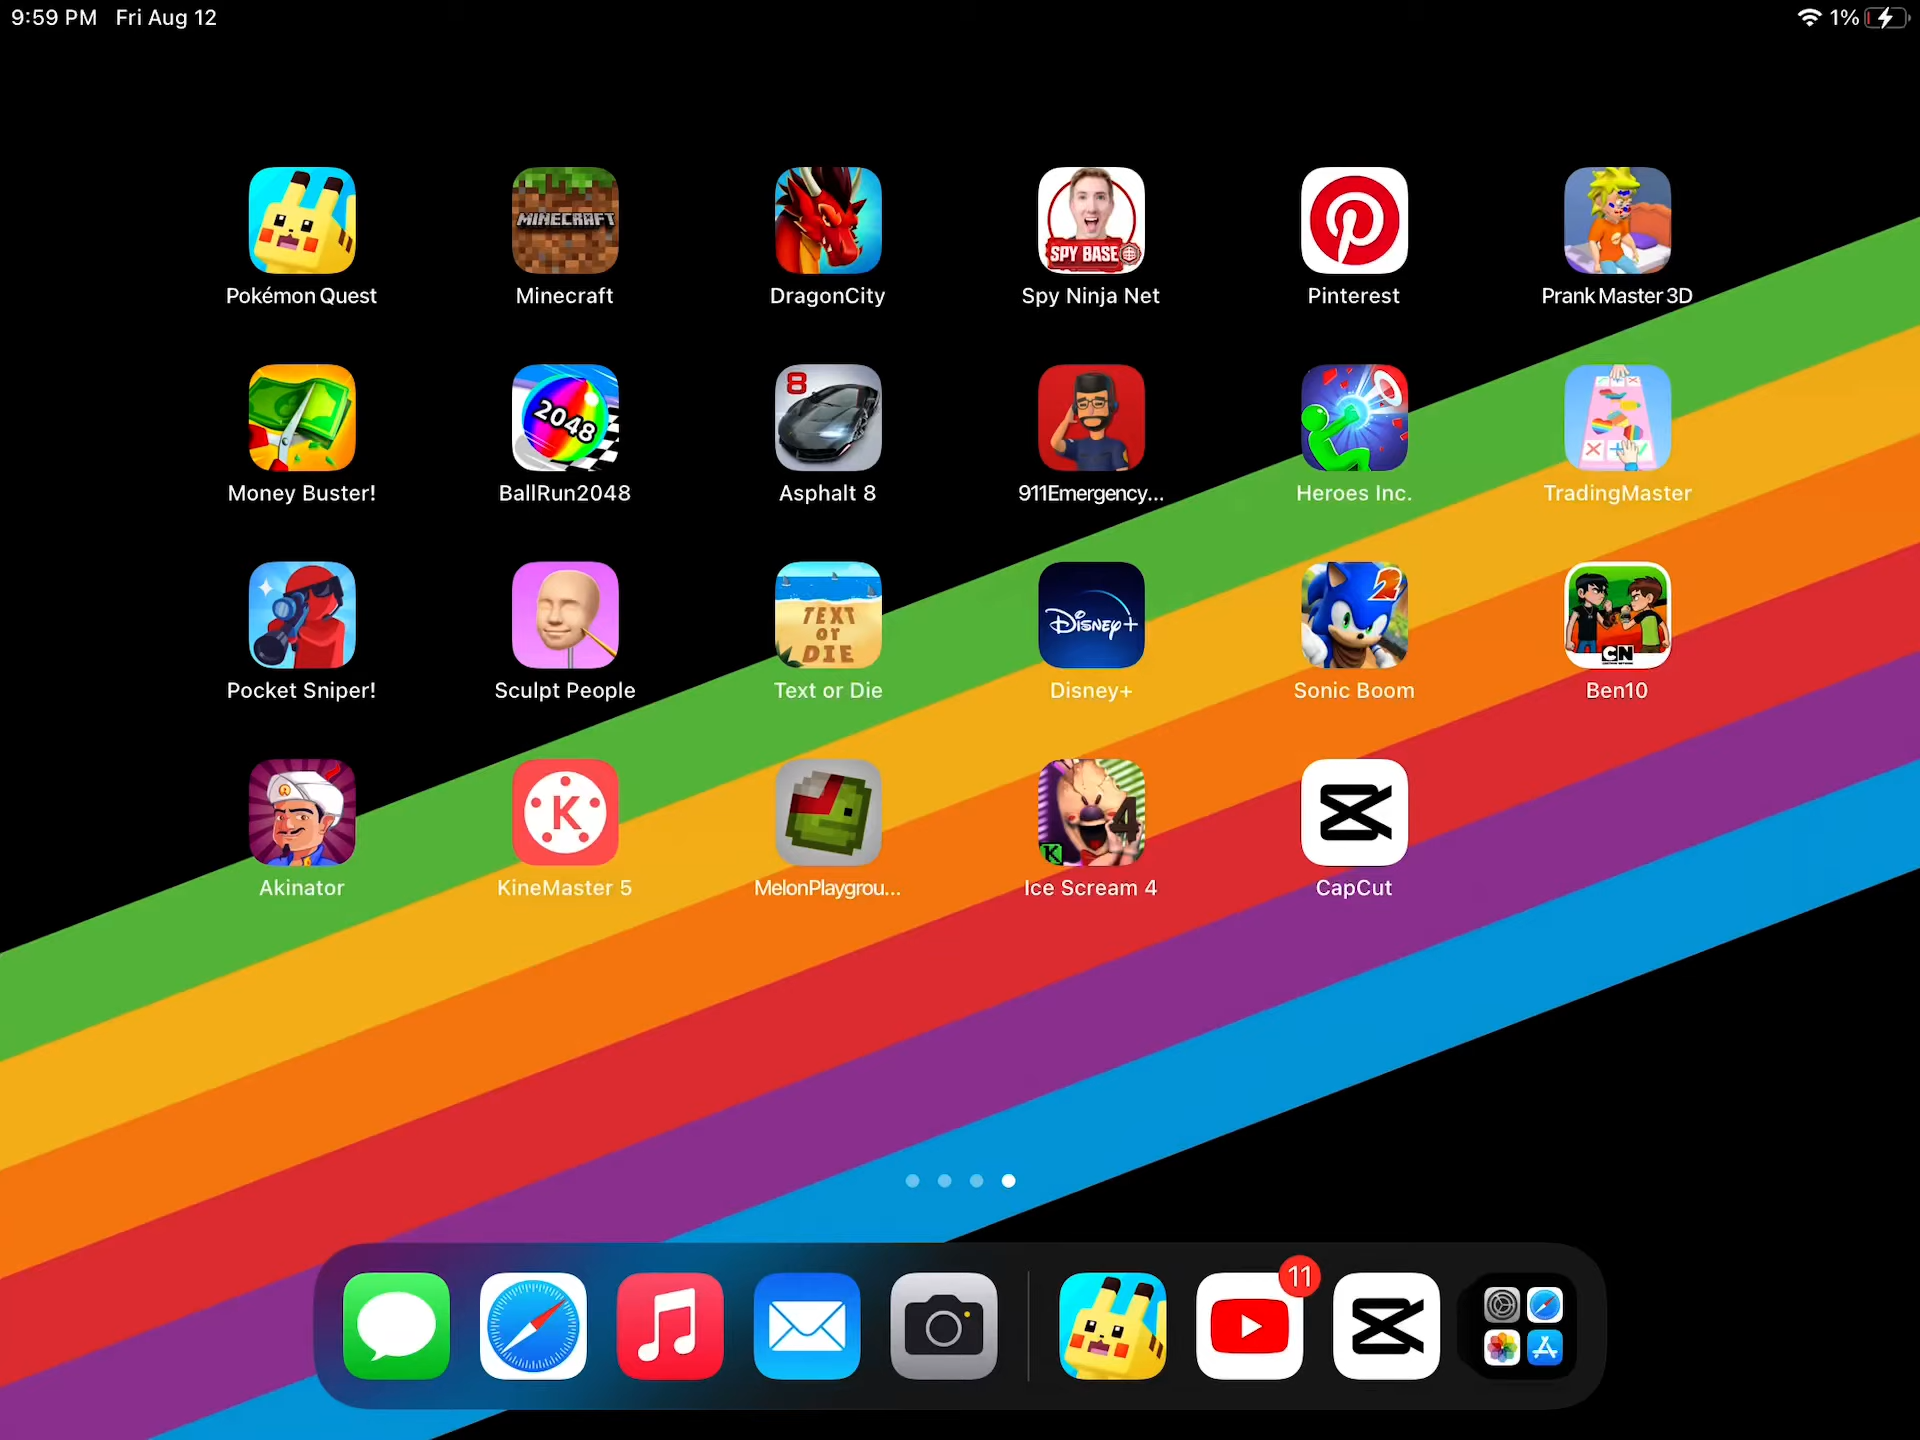 9:59 PM Fri Aug 12
1%
MINECRAFT
SPY BASE
Pokémon Quest
Minecraft
DragonCity
Spy Ninja Net
Pinterest
Prank Master 3D
2048
8
Money Buster!
BallRun2048
Asphalt 8
911Emergency...
Heroes Inc.
TradingMaster
TEXT
or
DIE
Disney+
2
CN
CARTOON NETWORK
Pocket Sniper!
Sculpt People
Text or Die
Disney+
Sonic Boom
Ben10
K
4
K
Akinator
KineMaster 5
MelonPlaygrou...
Ice Scream 4
CapCut
11